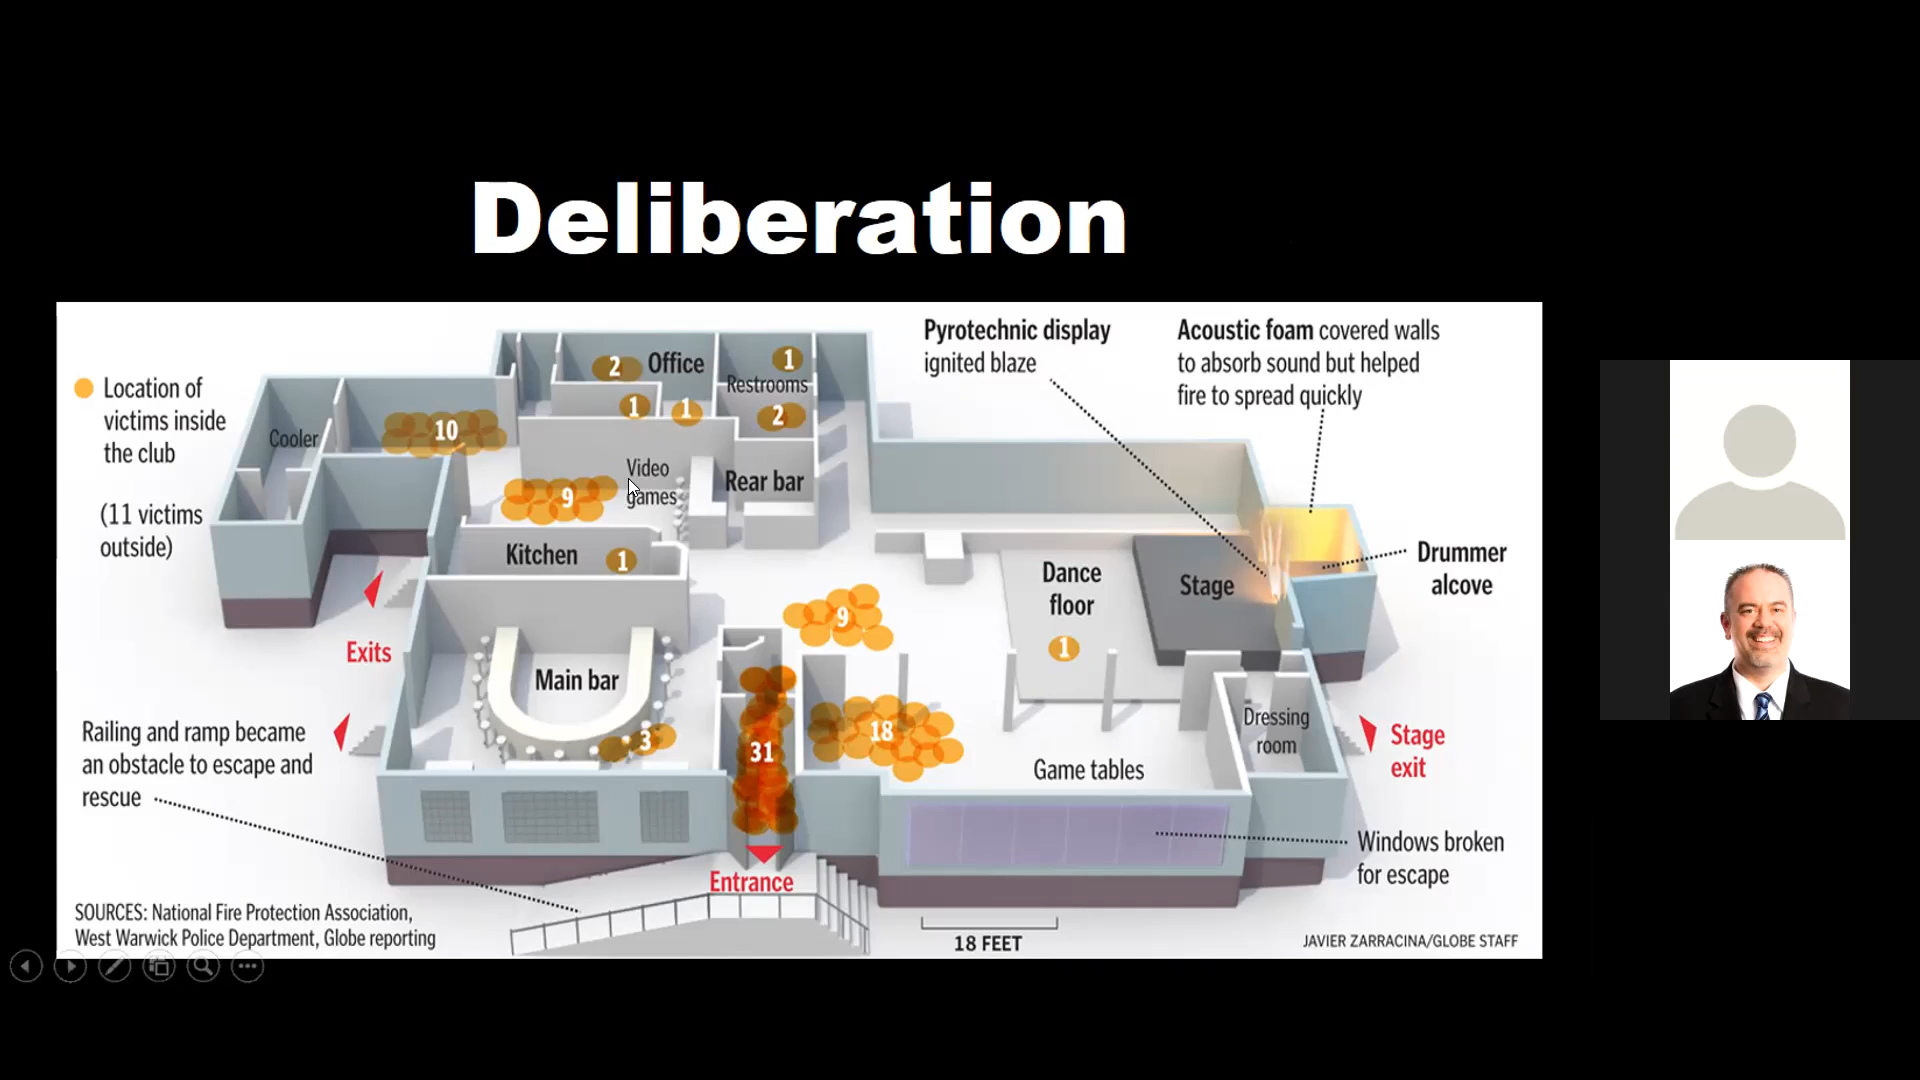 Deliberation
Location of
victims inside
the club
(11 victims
outside)
Pyrotechnic display
ignited blaze
Acoustic foam covered walls
to absorb sound but helped
fire to spread quickly
2
Office
1
Restrooms
1
1
2
Cooler
10
Video
games
Rear bar
9
Kitchen
1
Drummer
alcove
Dance
floor
Stage
9
1
Exits
Main bar
3
31
18
Dressing
room
Stage
exit
Game tables
Railing and ramp became
an obstacle to escape and
rescue
Windows broken
for escape
Entrance
SOURCES: National Fire Protection Association,
West Warwick Police Department, Globe reporting
18 FEET
JAVIER ZARRACINA/GLOBE STAFF